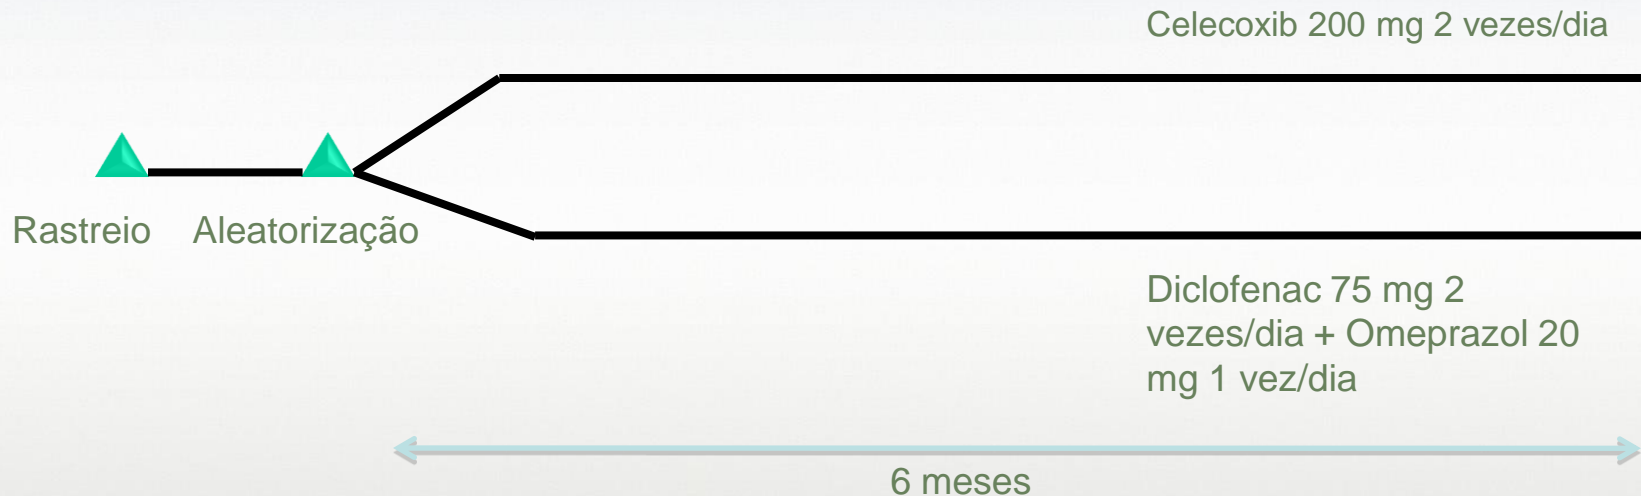 Celecoxib 200 mg 2 vezes/dia
Rastreio
Aleatorização
Diclofenac 75 mg 2
vezes/dia + Omeprazol 20
mg 1 vez/dia
6 meses